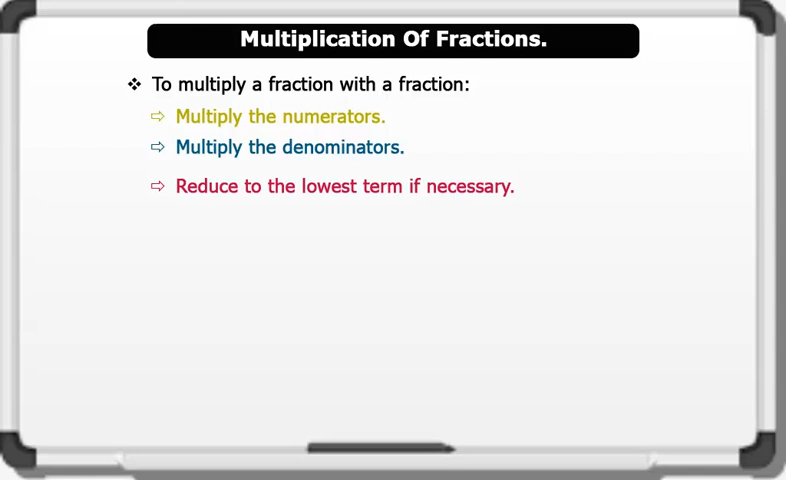 Multiplication Of Fractions.
❖ To multiply a fraction with a fraction:
⇨ Multiply the numerators.
⇨ Multiply the denominators.
⇨ Reduce to the lowest term if necessary.